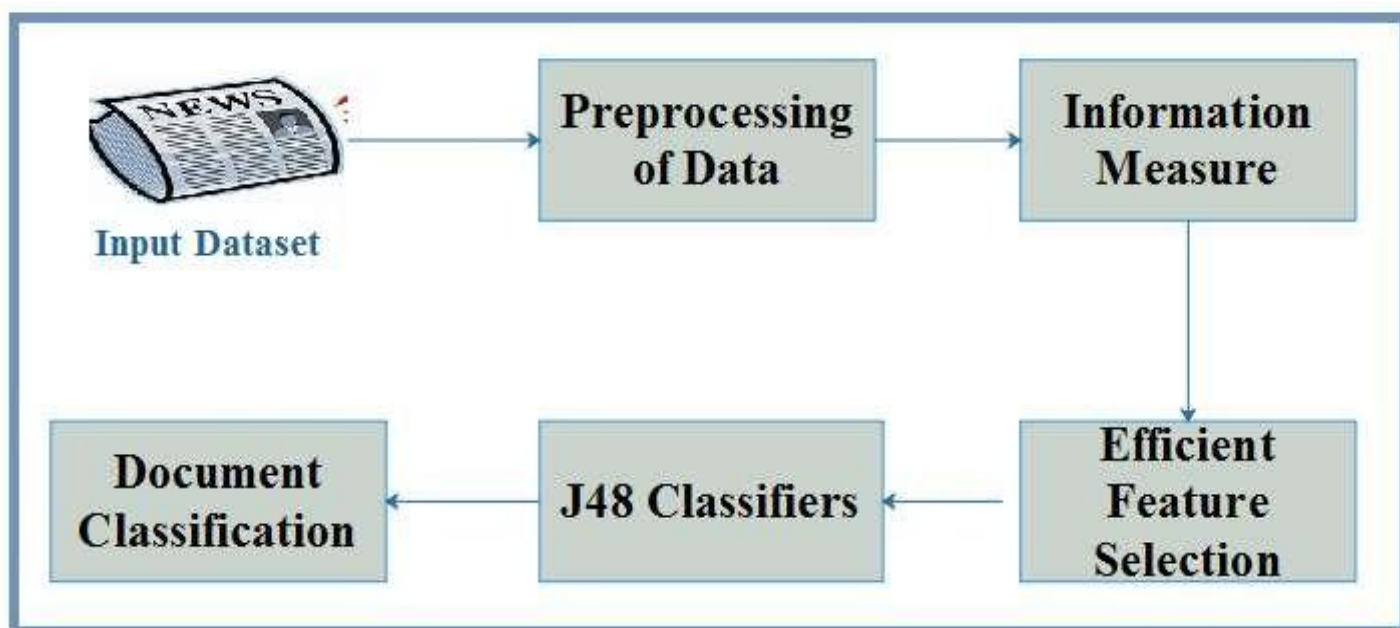 NEWS
Input Dataset
Preprocessing
of Data
Information
Measure
Efficient
Feature
Selection
J48 Classifiers
Document
Classification